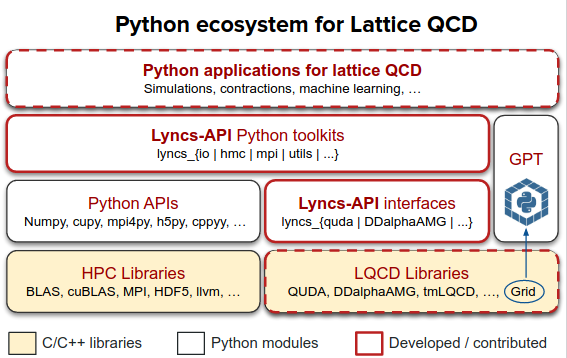 Python ecosystem for Lattice QCD
Python applications for lattice QCD
Simulations, contractions, machine learning, ...
Lyncs-API Python toolkits
lyncs_{io | hmc | mpi | utils | ...}
GPT
Python APIs
Numpy, cupy, mpi4py, h5py, cppyy, ...
Lyncs-API interfaces
lyncs_{quda | DDalphaAMG | ...}
HPC Libraries
BLAS, cuBLAS, MPI, HDF5, llvm, ...
LQCD Libraries
QUDA, DDalphaAMG, tmLQCD, ..., Grid
C/C++ libraries
Python modules
Developed / contributed